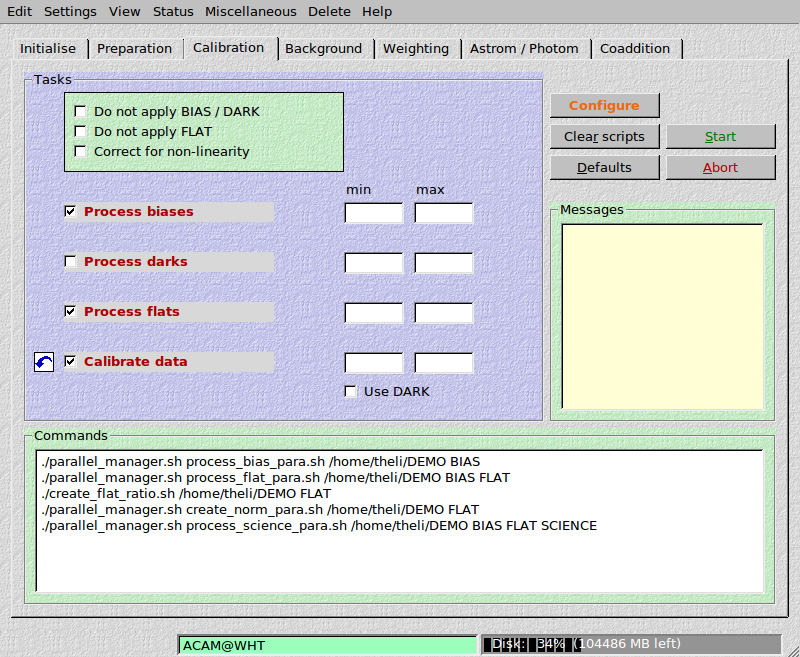 Edit Settings View Status Miscellaneous Delete Help
Initialise Preparation Calibration Background Weighting Astrom / Photom Coaddition
Tasks
Do not apply BIAS / DARK
Do not apply FLAT
Correct for non-linearity
min max
Process biases
Process darks
Process flats
Calibrate data
Use DARK
Configure
Clear scripts Start
Defaults Abort
Messages
Commands
./parallel_manager.sh process_bias_para.sh /home/theli/DEMO BIAS
./parallel_manager.sh process_flat_para.sh /home/theli/DEMO BIAS FLAT
./create_flat_ratio.sh /home/theli/DEMO FLAT
./parallel_manager.sh create_norm_para.sh /home/theli/DEMO FLAT
./parallel_manager.sh process_science_para.sh /home/theli/DEMO BIAS FLAT SCIENCE
ACAM@WHT Disk: 34% (104486 MB left)